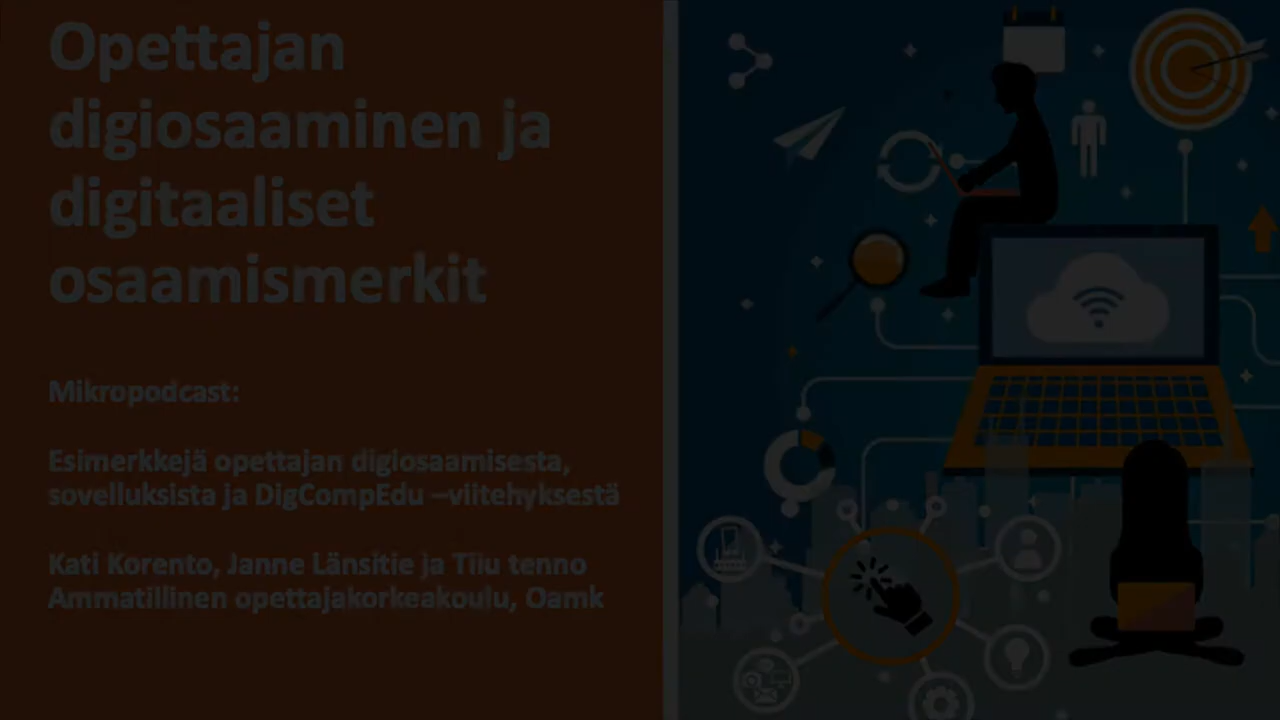 Opettajan
digiosaaminen ja
digitaaliset
osaamismerkit
Mikropodcast:
Esimerkkejä opettajan digiosaamisesta,
sovelluksista ja DigCompEdu –viitehyksestä
Kati Korento, Janne Länsitie ja Tiiu tenno
Ammatillinen opettajakorkeakoulu, Oamk